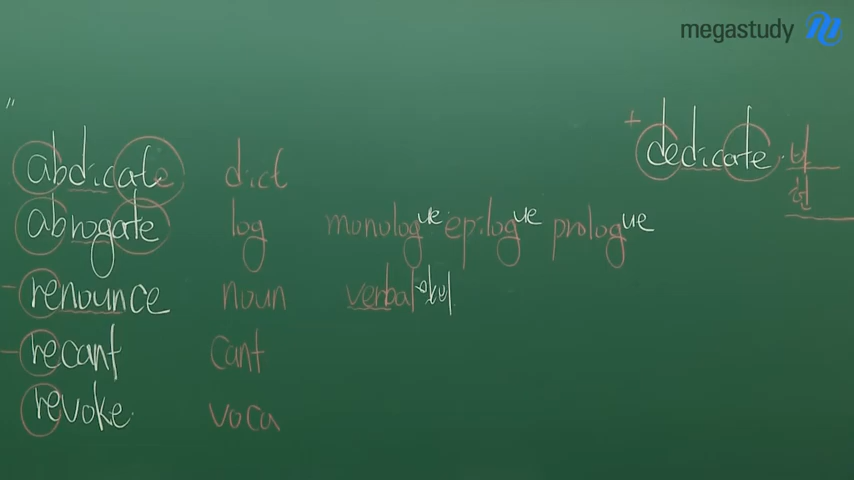 megastudy
+ dedicate
abdicate dict
abrogate log monologue epilogue prologue
- renounce noun verbal
- recant cant
revoke voca